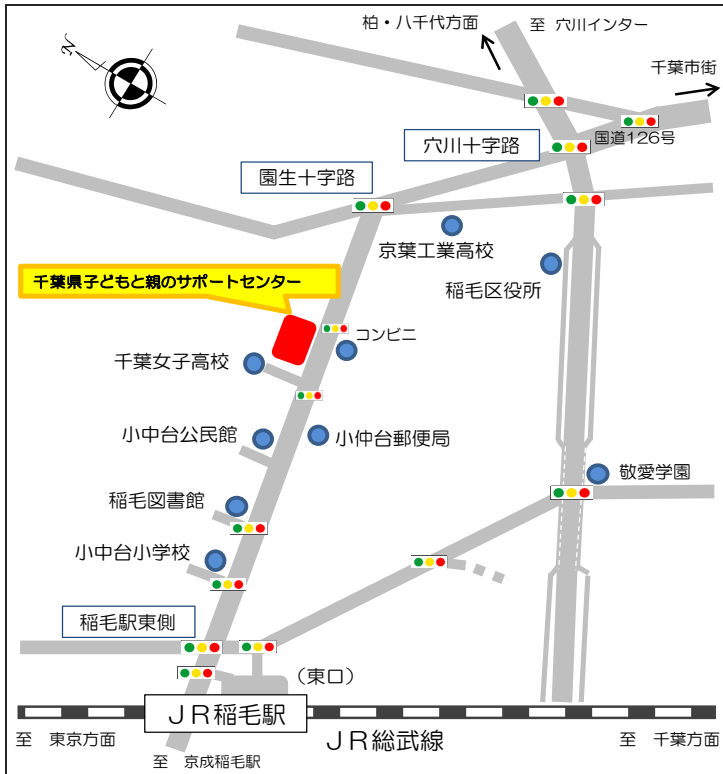 柏・八千代方面
至 穴川インター
千葉市街
N
国道126号
穴川十字路
園生十字路
京葉工業高校
稲毛区役所
千葉県子どもと親のサポートセンター
コンビニ
千葉女子高校
小中台公民館
小仲台郵便局
敬愛学園
稲毛図書館
小中台小学校
稲毛駅東側
（東口）
ＪＲ稲毛駅
ＪＲ総武線
至 東京方面
至 千葉方面
至 京成稲毛駅